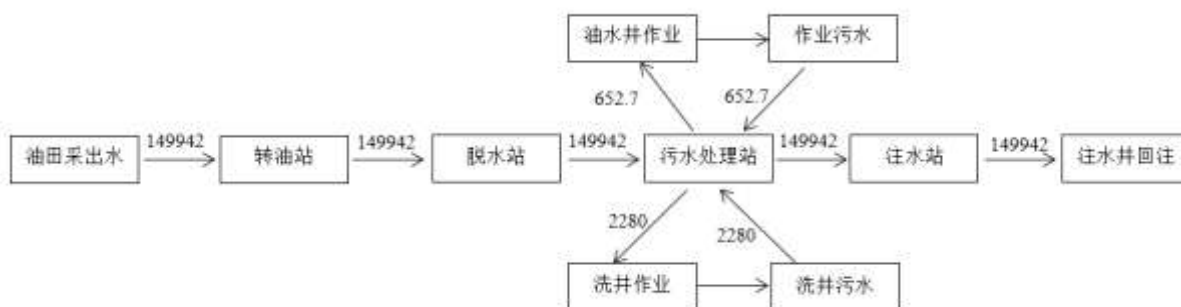 油水井作业
作业污水
652.7
652.7
油田采出水
149942
转油站
149942
脱水站
149942
污水处理站
149942
注水站
149942
注水井回注
2280
2280
洗井作业
洗井污水